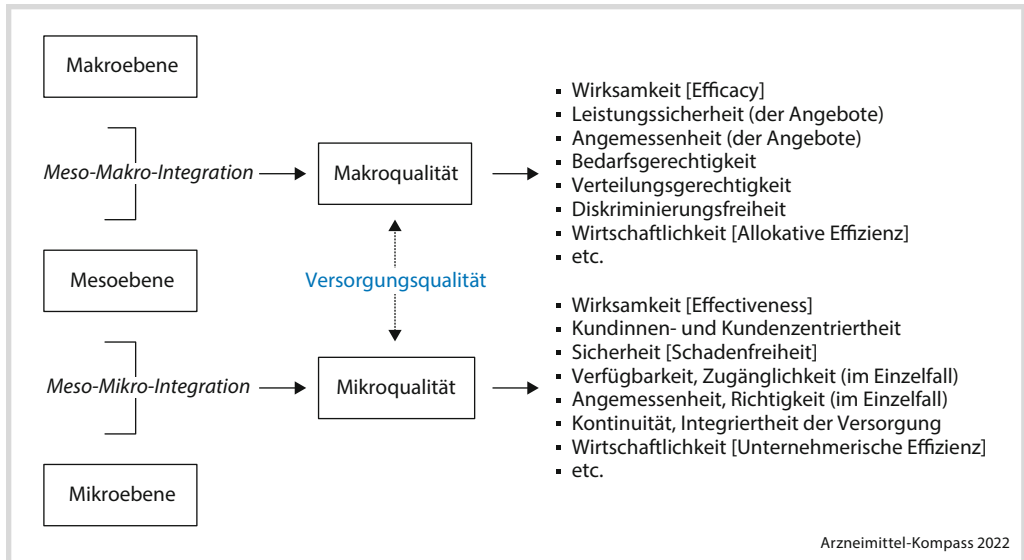 Makroebene
Meso-Makro-Integration
Makroqualität
▪ Wirksamkeit [Efficacy]
▪ Leistungssicherheit (der Angebote)
▪ Angemessenheit (der Angebote)
▪ Bedarfsgerechtigkeit
▪ Verteilungsgerechtigkeit
▪ Diskriminierungsfreiheit
▪ Wirtschaftlichkeit [Allokative Effizienz]
▪ etc.
Mesoebene
Versorgungsqualität
Meso-Mikro-Integration
Mikroqualität
▪ Wirksamkeit [Effectiveness]
▪ Kundinnen- und Kundenzentriertheit
▪ Sicherheit [Schadenfreiheit]
▪ Verfügbarkeit, Zugänglichkeit (im Einzelfall)
▪ Angemessenheit, Richtigkeit (im Einzelfall)
▪ Kontinuität, Integriertheit der Versorgung
▪ Wirtschaftlichkeit [Unternehmerische Effizienz]
▪ etc.
Mikroebene
Arzneimittel-Kompass 2022